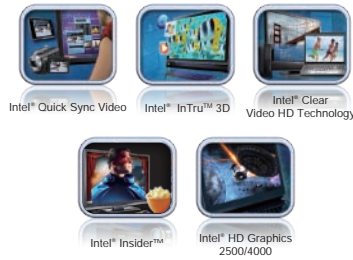 Intel® Quick Sync Video
Intel® InTru™ 3D
Intel® Clear
Video HD Technology
Intel® Insider™
Intel® HD Graphics
2500/4000